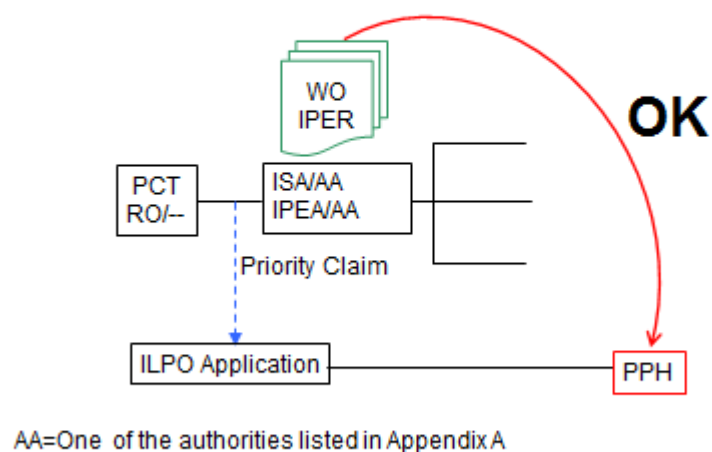 WO
IPER
OK
PCT
RO/--
ISA/AA
IPEA/AA
Priority Claim
ILPO Application
PPH
AA=One of the authorities listed in Appendix A